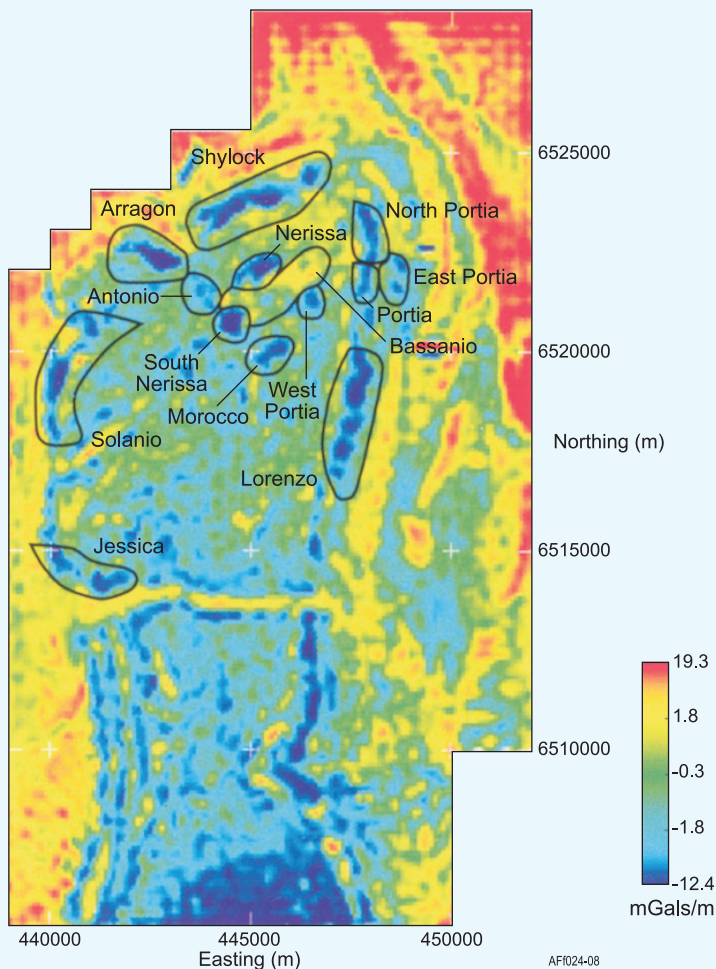 Shylock
6525000
Arragon
North Portia
Nerissa
East Portia
Antonio
Portia
Bassanio
South
Nerissa
6520000
West
Portia
Morocco
Solanio
Northing (m)
Lorenzo
Jessica
6515000
19.3
1.8
6510000
-0.3
-1.8
-12.4
mGals/m
440000
445000
450000
Easting (m)
AFf024-08